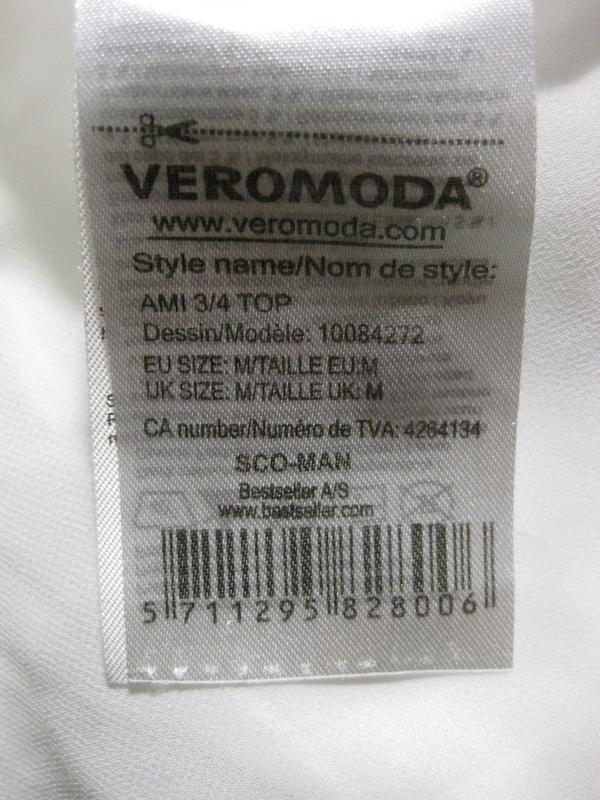 VEROMODA®
www.veromoda.com
Style name/Nom de style:
AMI 3/4 TOP
Dessin/Modèle: 10084272
EU SIZE: M/TAILLE EU:M
UK SIZE: M/TAILLE UK: M
CA number/Numéro de TVA: 4264134
SCO-MAN
Bestseller A/S
www.bestseller.com
5 711295 828006